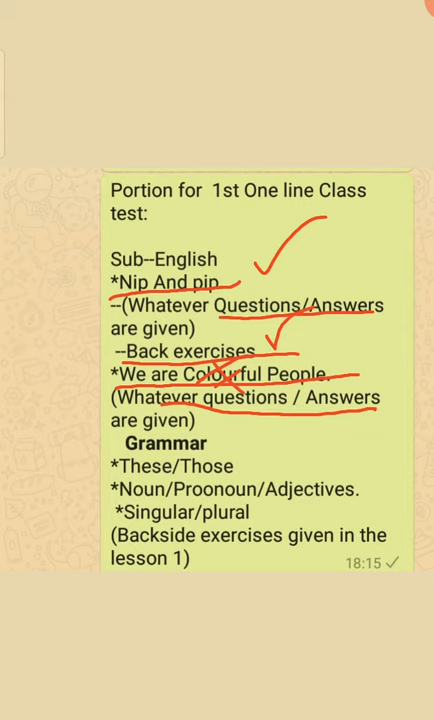 Portion for 1st One line Class
test:
Sub--English
*Nip And pip
--(Whatever Questions/Answers
are given)
--Back exercises
*We are Colourful People.
(Whatever questions / Answers
are given)
Grammar
*These/Those
*Noun/Proonoun/Adjectives.
*Singular/plural
(Backside exercises given in the
lesson 1)
18:15